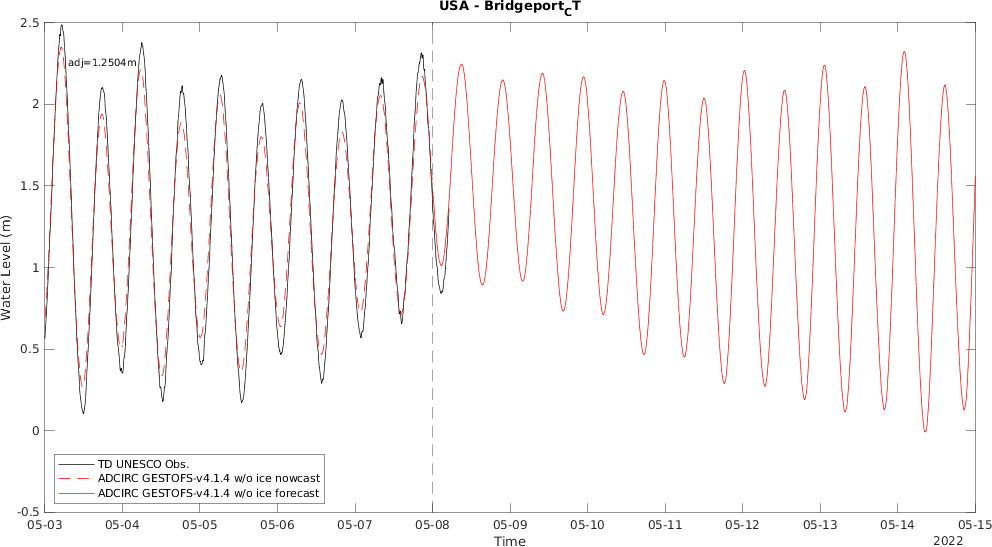 USA - Bridgeport_CT
adj=1.2504m
2.5
2
1.5
1
0.5
0
-0.5
Water Level (m)
TD UNESCO Obs.
ADCIRC GESTOFS-v4.1.4 w/o ice nowcast
ADCIRC GESTOFS-v4.1.4 w/o ice forecast
05-03 05-04 05-05 05-06 05-07 05-08 05-09 05-10 05-11 05-12 05-13 05-14 05-15
Time
2022